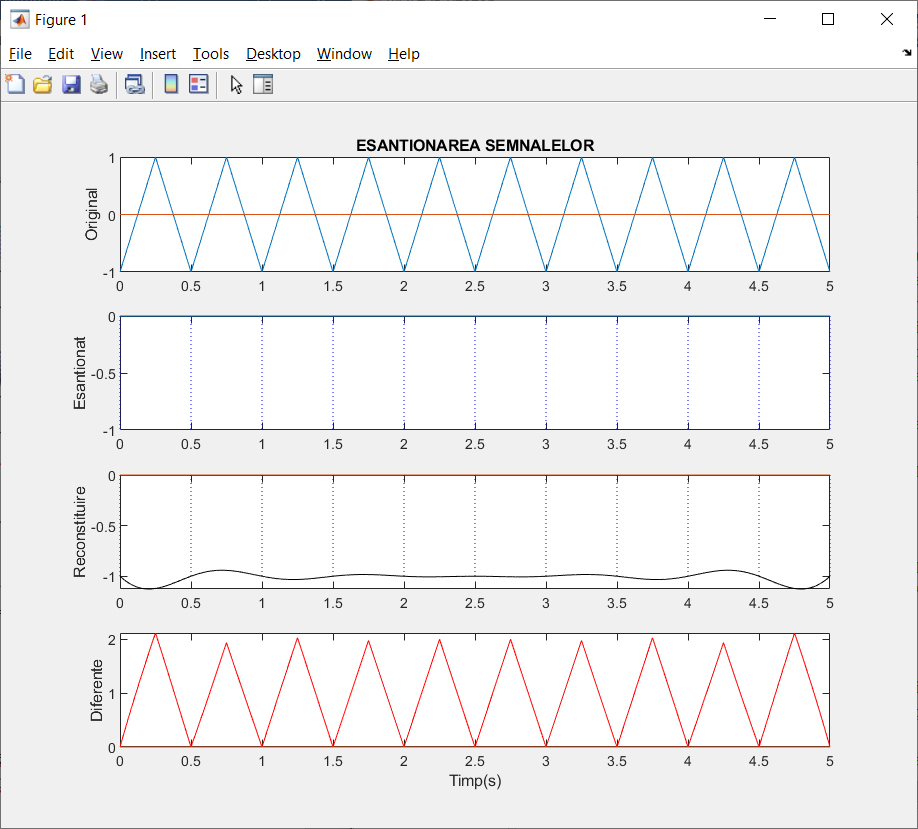 Figure 1
File Edit View Insert Tools Desktop Window Help
ESANTIONAREA SEMNALELOR
Original
1
0
-1
0 0.5 1 1.5 2 2.5 3 3.5 4 4.5 5
Esantionat
0
-0.5
-1
0 0.5 1 1.5 2 2.5 3 3.5 4 4.5 5
Reconstituire
0
-0.5
-1
0 0.5 1 1.5 2 2.5 3 3.5 4 4.5 5
Diferente
2
1
0
0 0.5 1 1.5 2 2.5 3 3.5 4 4.5 5
Timp(s)